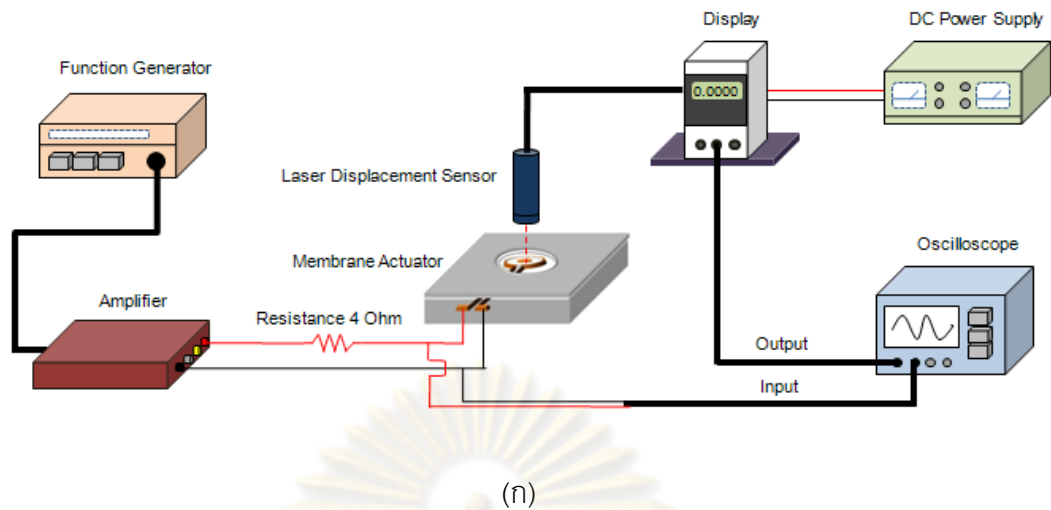 Display
DC Power Supply
Function Generator
0.0000
Laser Displacement Sensor
Membrane Actuator
Oscilloscope
Amplifier
Resistance 4 Ohm
Output
Input
(ก)